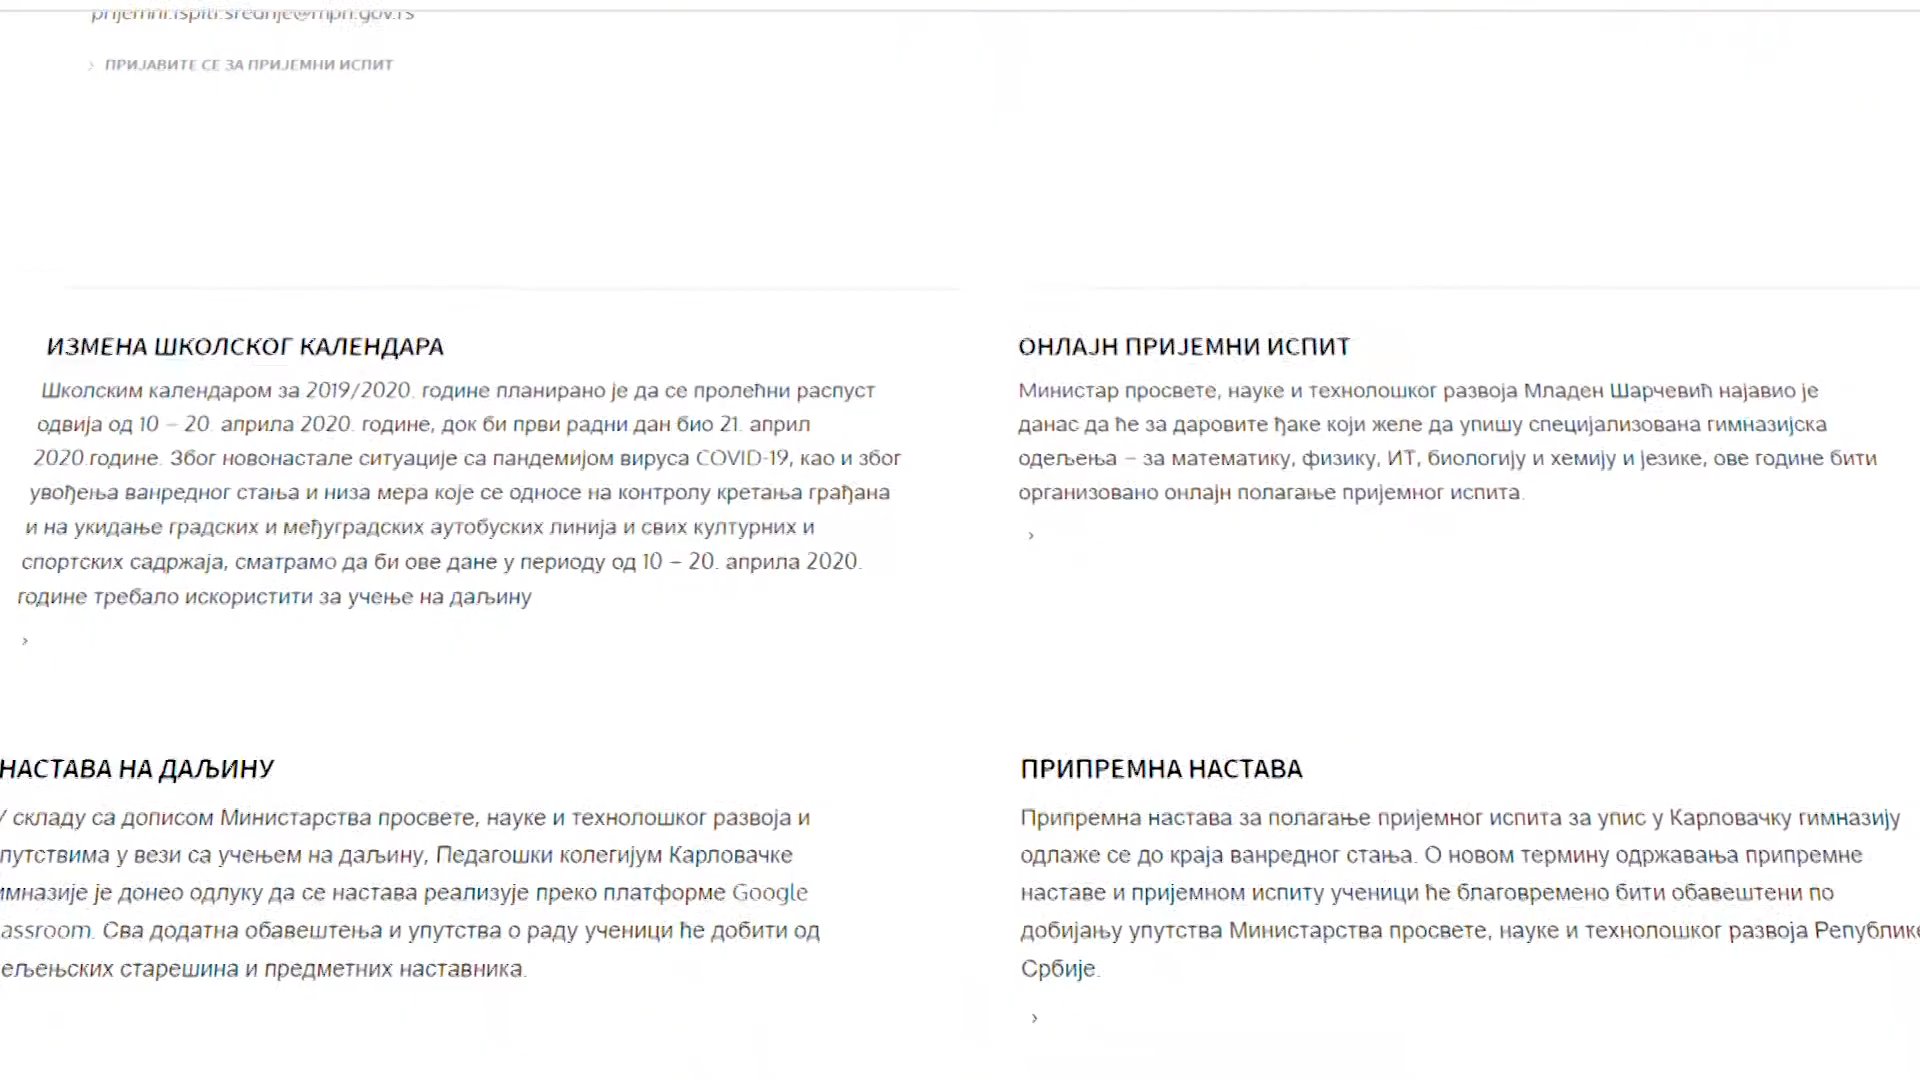 ПРИЈАВИТЕ СЕ ЗА ПРИЈЕМНИ ИСПИТ
ИЗМЕНА ШКОЛСКОГ КАЛЕНДАРА
Школским календаром за 2019/2020. године планирано је да се пролећни распуст
одвија од 10 – 20. априла 2020. године, док би први радни дан био 21. април
2020.године. Због новонастале ситуације са пандемијом вируса COVID-19, као и због
увођења ванредног стања и низа мера које се односе на контролу кретања грађана
и на укидање градских и међуградских аутобуских линија и свих културних и
спортских садржаја, сматрамо да би ове дане у периоду од 10 – 20. априла 2020.
године требало искористити за учење на даљину
ОНЛАЈН ПРИЈЕМНИ ИСПИТ
Министар просвете, науке и технолошког развоја Младен Шарчевић најавио је
данас да ће за даровите ђаке који желе да упишу специјализована гимназијска
одељења – за математику, физику, ИТ, биологију и хемију и језике, ове године бити
организовано онлајн полагање пријемног испита.
НАСТАВА НА ДАЉИНУ
У складу са дописом Министарства просвете, науке и технолошког развоја и
путствима у вези са учењем на даљину, Педагошки колегијум Карловачке
имназије је донео одлуку да се настава реализује преко платформе Google
assroom. Сва додатна обавештења и упутства о раду ученици ће добити од
ељењских старешина и предметних наставника.
ПРИПРЕМНА НАСТАВА
Припремна настава за полагање пријемног испита за упис у Карловачку гимназију
одлаже се до краја ванредног стања. О новом термину одржавања припремне
наставе и пријемном испиту ученици ће благовремено бити обавештени по
добијању упутства Министарства просвете, науке и технолошког развоја Републике
Србије.